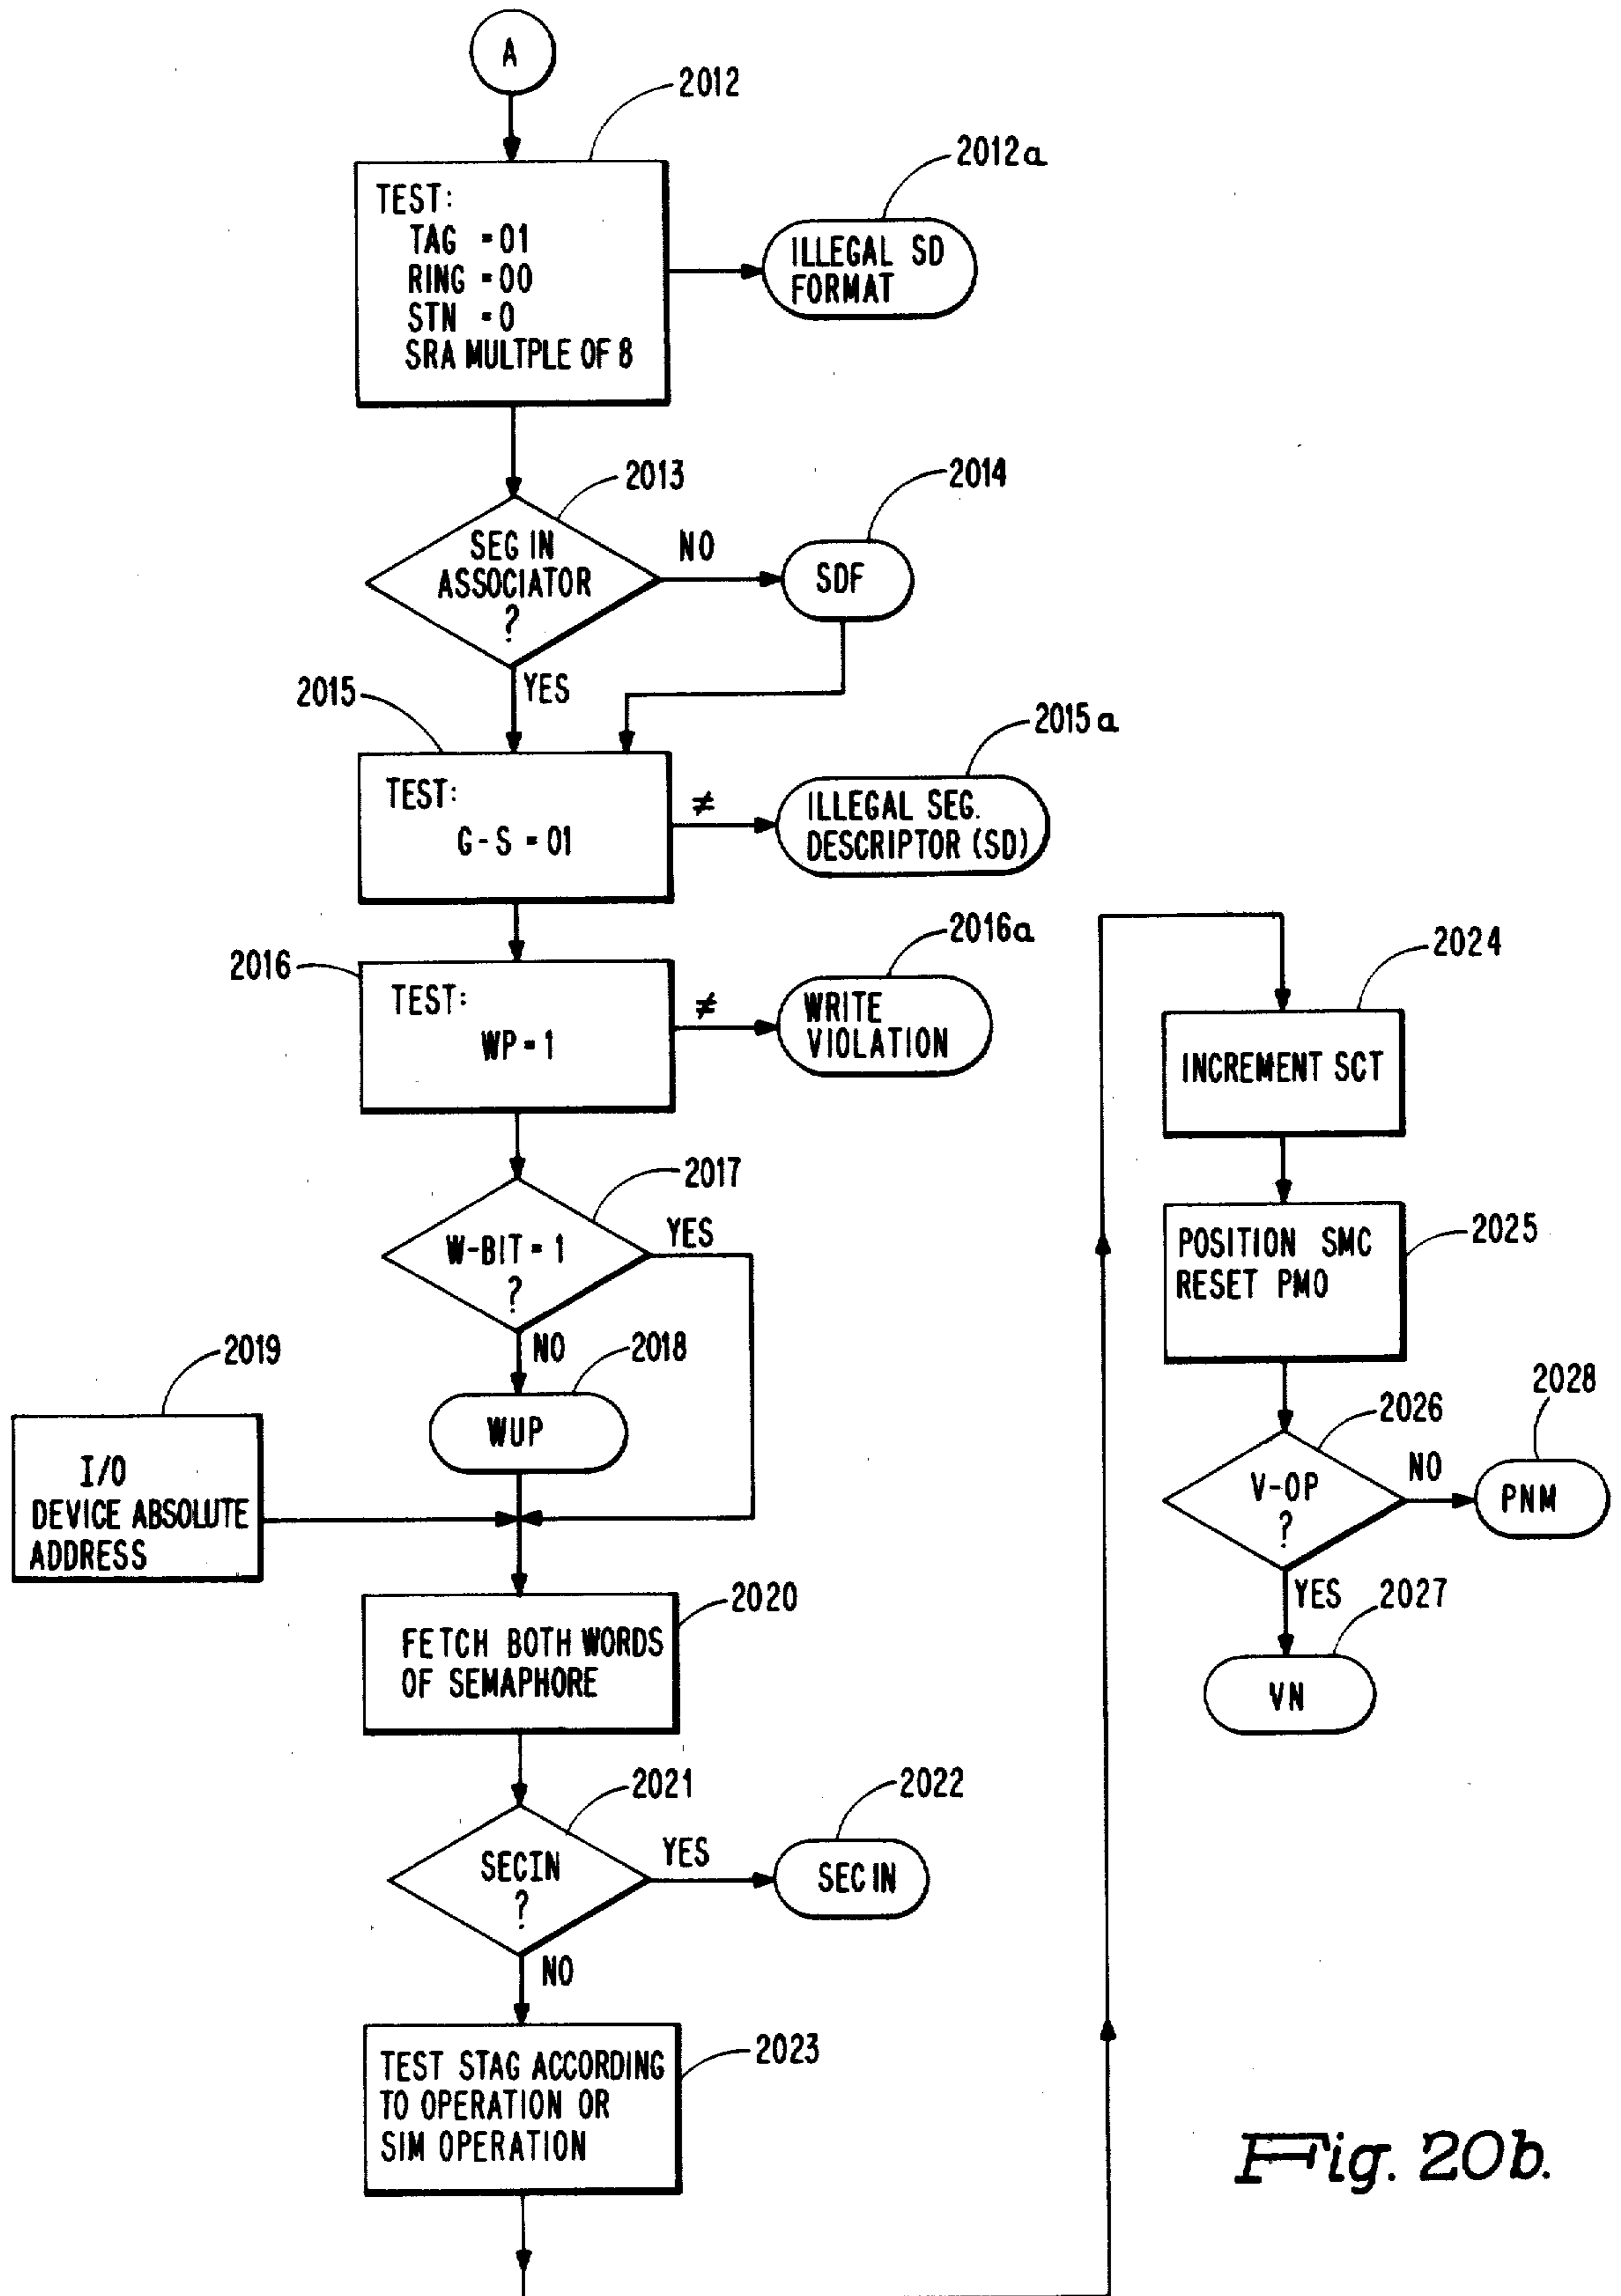 A
2012
TEST:
TAG = 01
RING = 00
STN = 0
SRA MULTPLE OF 8
2012a
ILLEGAL SD
FORMAT
2013
SEG IN
ASSOCIATOR
?
NO
YES
2014
SDF
2015
TEST:
G-S = 01
≠
2015a
ILLEGAL SEG.
DESCRIPTOR (SD)
2016
TEST:
WP = 1
≠
2016a
WRITE
VIOLATION
2017
W-BIT = 1
?
YES
NO
2018
WUP
2019
I/O
DEVICE ABSOLUTE
ADDRESS
2020
FETCH BOTH WORDS
OF SEMAPHORE
2021
SECIN
?
YES
NO
2022
SECIN
2023
TEST STAG ACCORDING
TO OPERATION OR
SIM OPERATION
2024
INCREMENT SCT
2025
POSITION SMC
RESET PMO
2026
V-OP
?
NO
YES
2028
PNM
2027
VN
Fig. 20b.